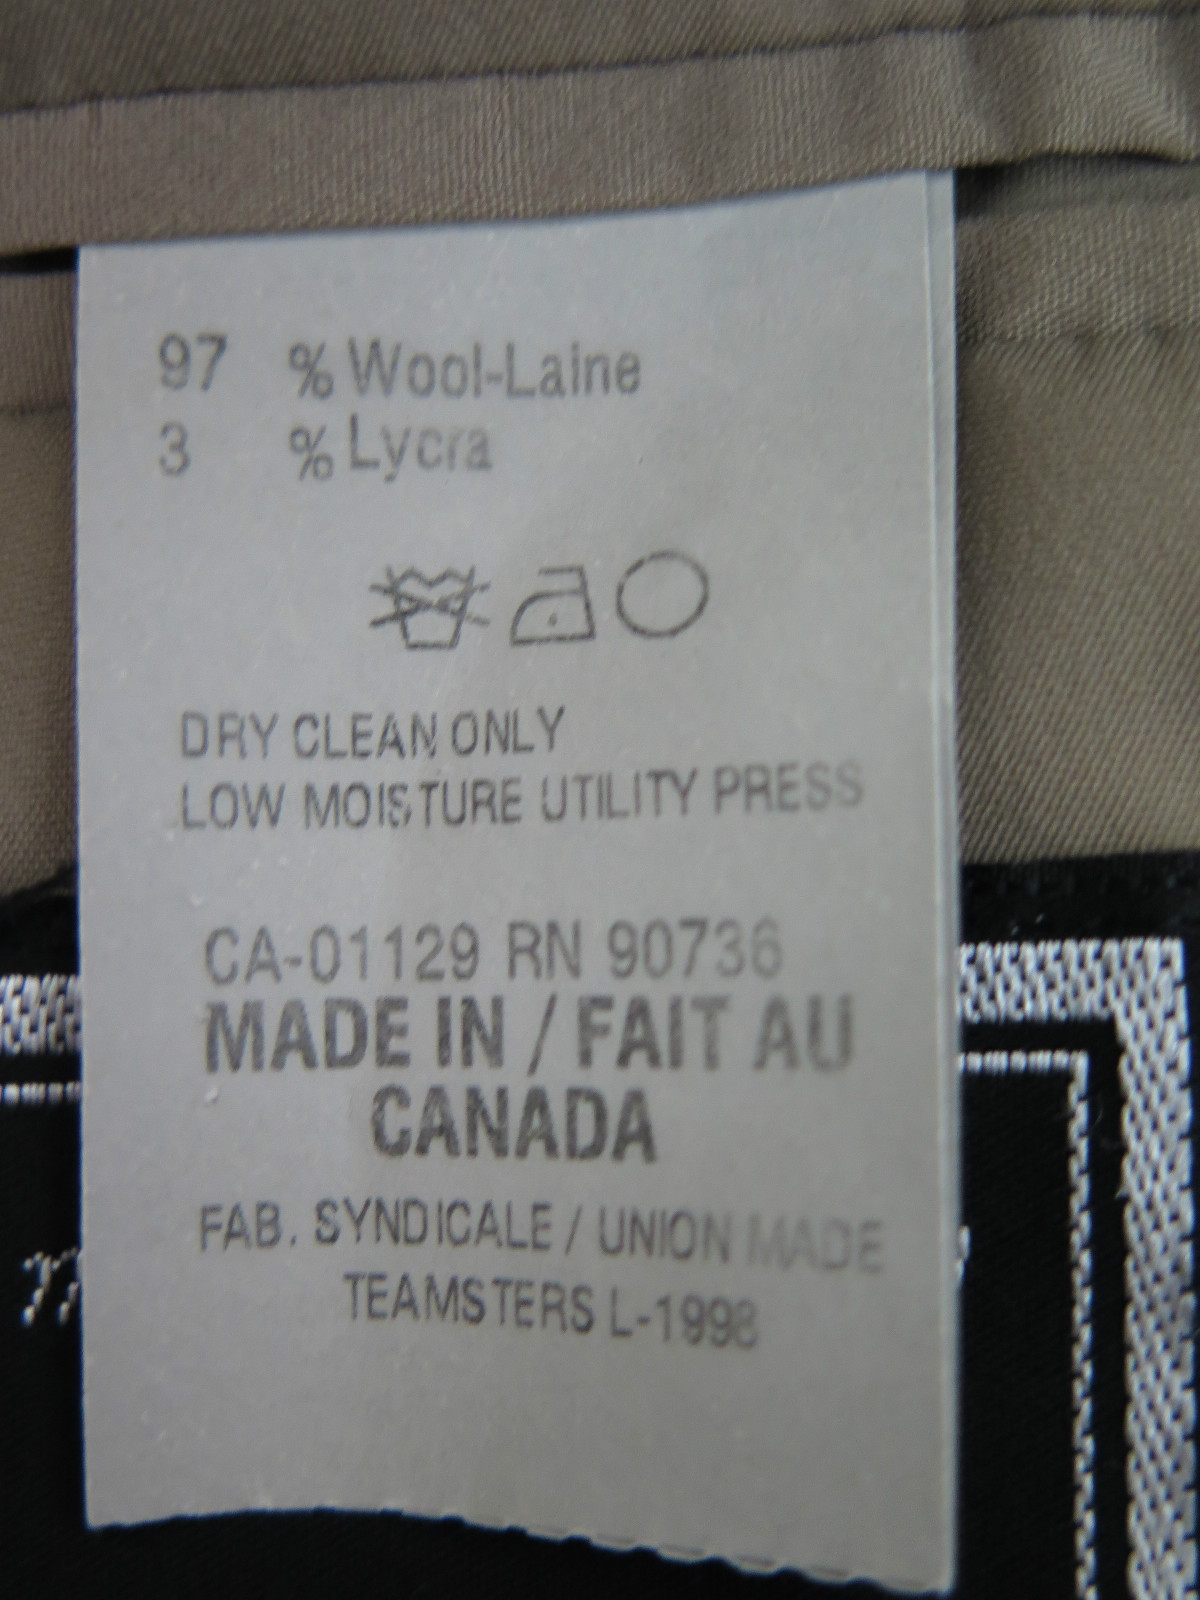 97 % Wool-Laine
3 % Lycra
DRY CLEAN ONLY
LOW MOISTURE UTILITY PRESS
CA-01129 RN 90736
MADE IN / FAIT AU
CANADA
FAB. SYNDICALE / UNION MADE
TEAMSTERS L-1998